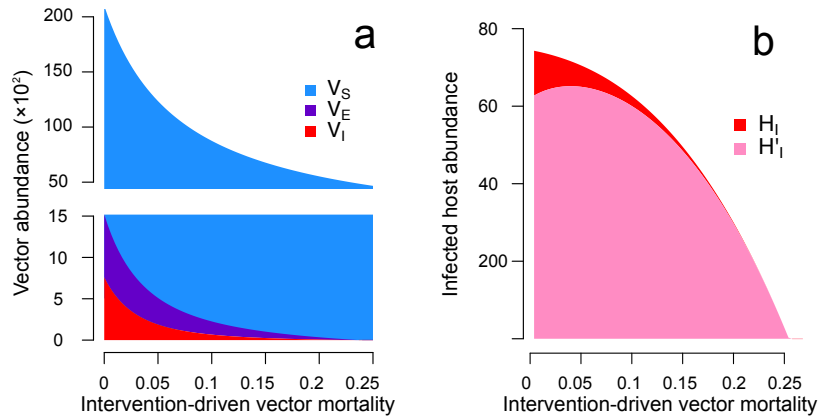 a
Vector abundance (×10²)
200
150
100
50
15
10
5
0
V_S
V_E
V_I
0 0.05 0.1 0.15 0.2 0.25
Intervention-driven vector mortality
b
Infected host abundance
80
60
40
200
H_I
H'_I
0 0.05 0.1 0.15 0.2 0.25
Intervention-driven vector mortality